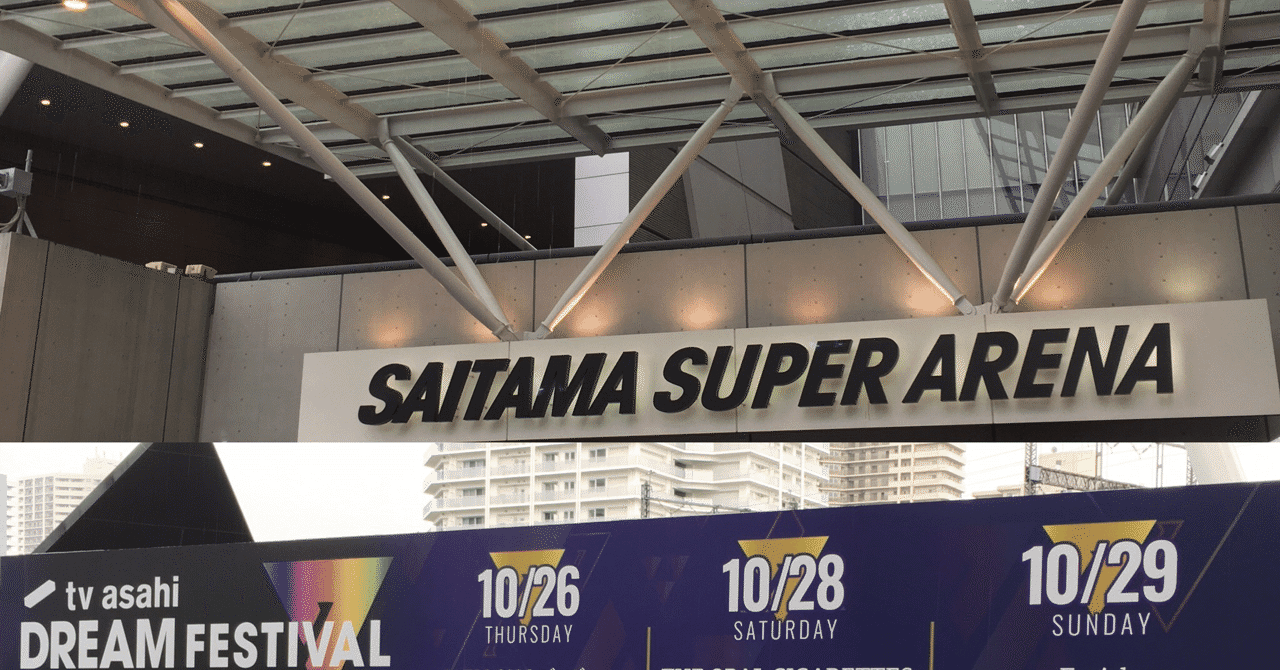 SAITAMA SUPER ARENA
tv asahi
DREAM FESTIVAL
10/26
THURSDAY
10/28
SATURDAY
10/29
SUNDAY